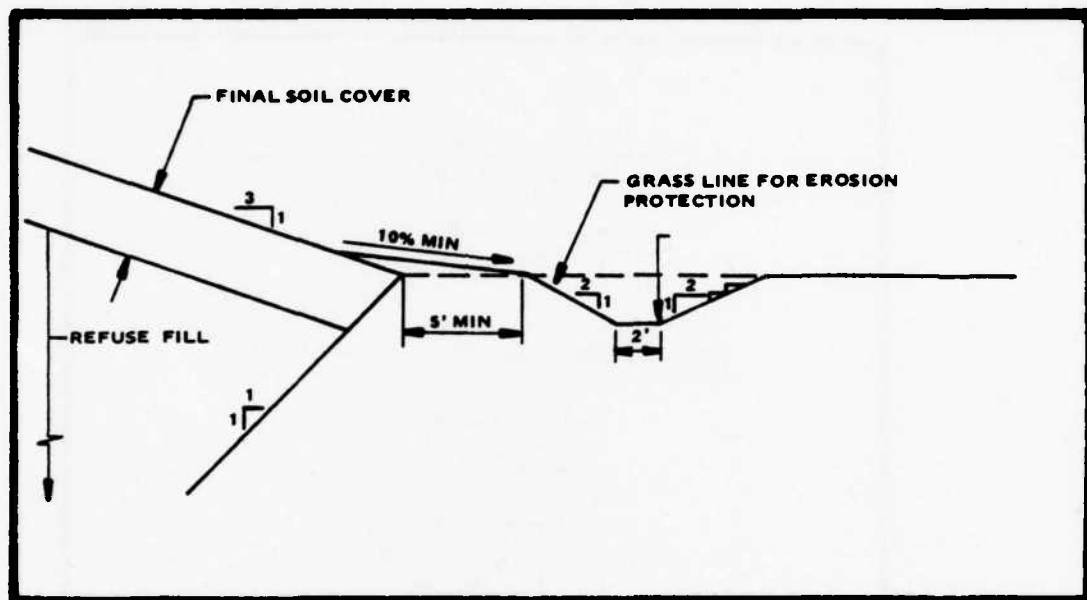 FINAL SOIL COVER
GRASS LINE FOR EROSION
PROTECTION
3
1
10% MIN
2
1
2
1
5' MIN
2'
REFUSE FILL
1
1